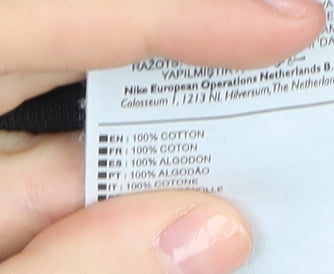 YAPILMIŞTIR
Nike European Operations Netherlands B.
Colosseum 1, 1213 NL Hilversum, The Netherlan
EN : 100% COTTON
FR : 100% COTON
ES : 100% ALGODON
PT : 100% ALGODÃO
IT : 100% COTONE